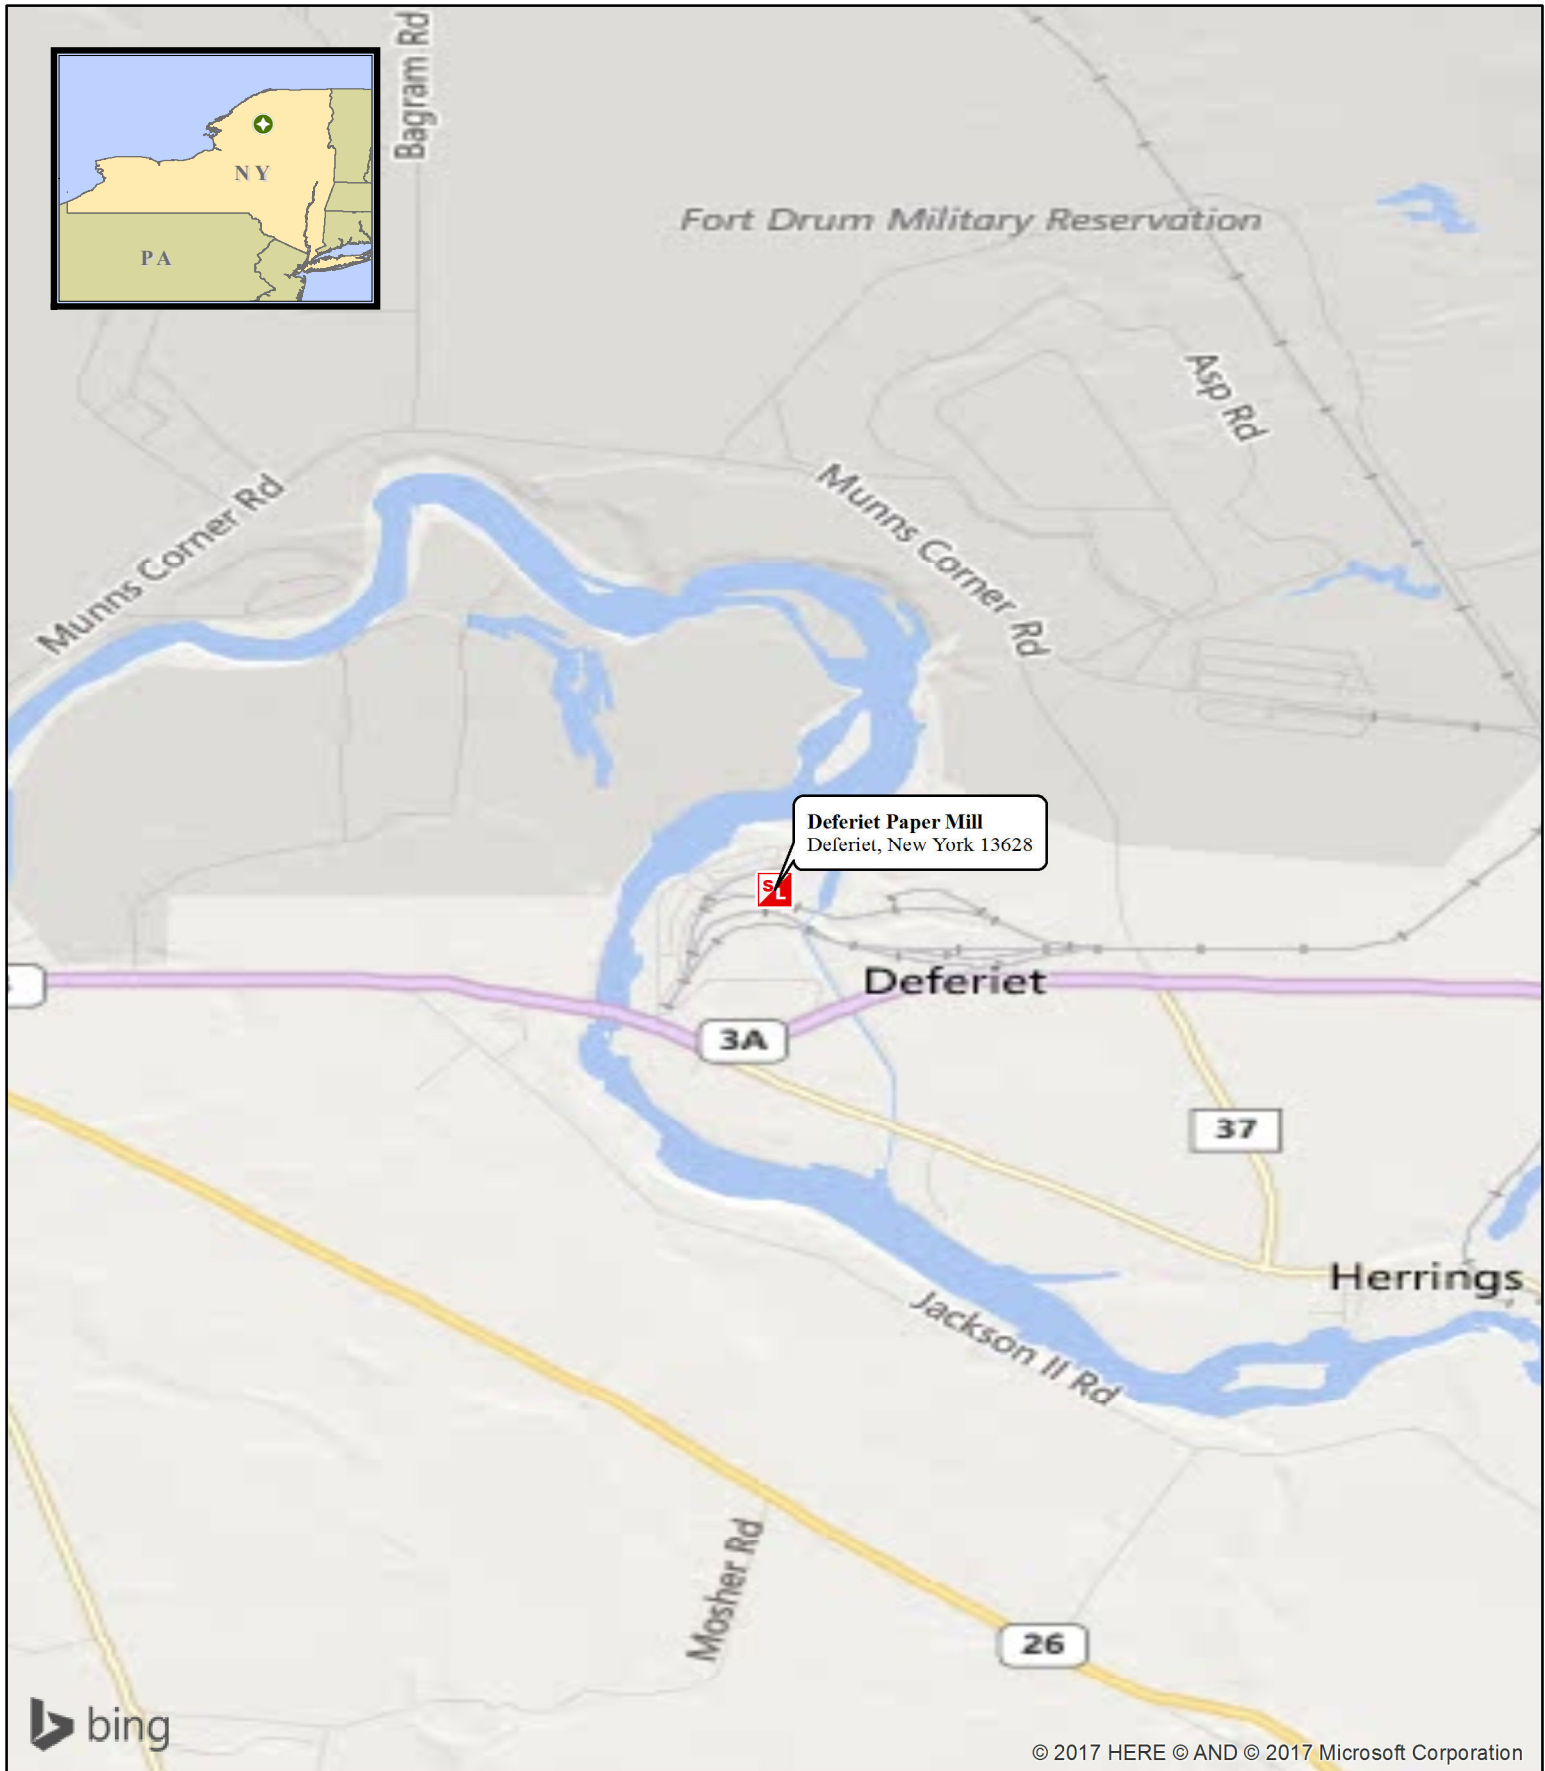 Bagram Rd
NY
PA
Fort Drum Military Reservation
Asp Rd
Munns Corner Rd
Munns Corner Rd
Deferiet Paper Mill
Deferiet, New York 13628
SL
Deferiet
3A
37
Herrings
Jackson II Rd
Mosher Rd
26
bing
© 2017 HERE © AND © 2017 Microsoft Corporation